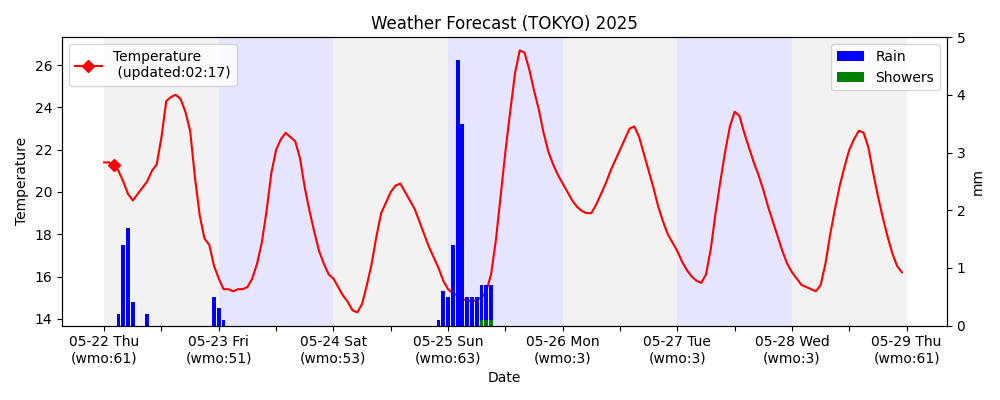 Weather Forecast (TOKYO) 2025
Temperature
(updated:02:17)
Rain
Showers
26
24
22
20
18
16
14
Temperature
5
4
3
2
1
0
mm
05-22 Thu
(wmo:61)
05-23 Fri
(wmo:51)
05-24 Sat
(wmo:53)
05-25 Sun
(wmo:63)
05-26 Mon
(wmo:3)
05-27 Tue
(wmo:3)
05-28 Wed
(wmo:3)
05-29 Thu
(wmo:61)
Date